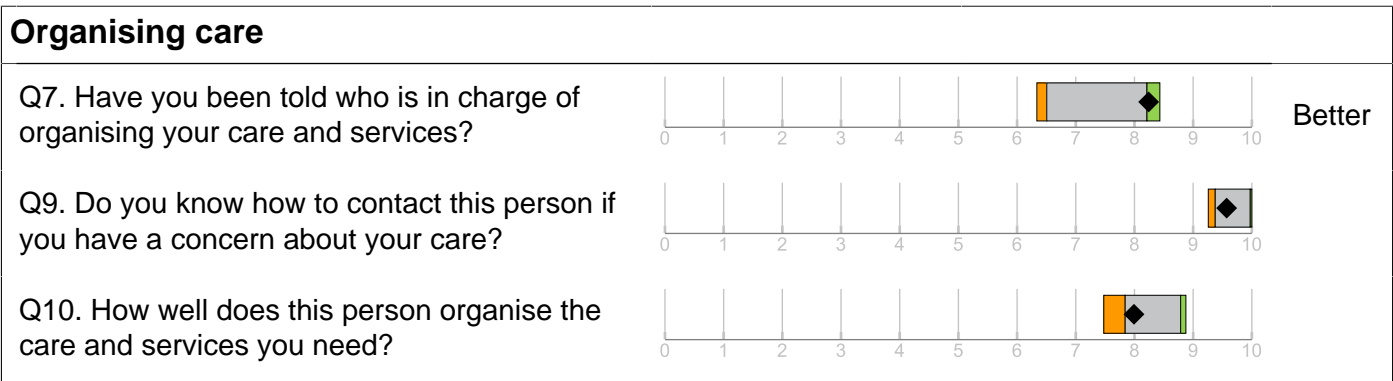 Organising care
Q7. Have you been told who is in charge of
organising your care and services?
0 1 2 3 4 5 6 7 8 9 10
Better
Q9. Do you know how to contact this person if
you have a concern about your care?
0 1 2 3 4 5 6 7 8 9 10
Q10. How well does this person organise the
care and services you need?
0 1 2 3 4 5 6 7 8 9 10